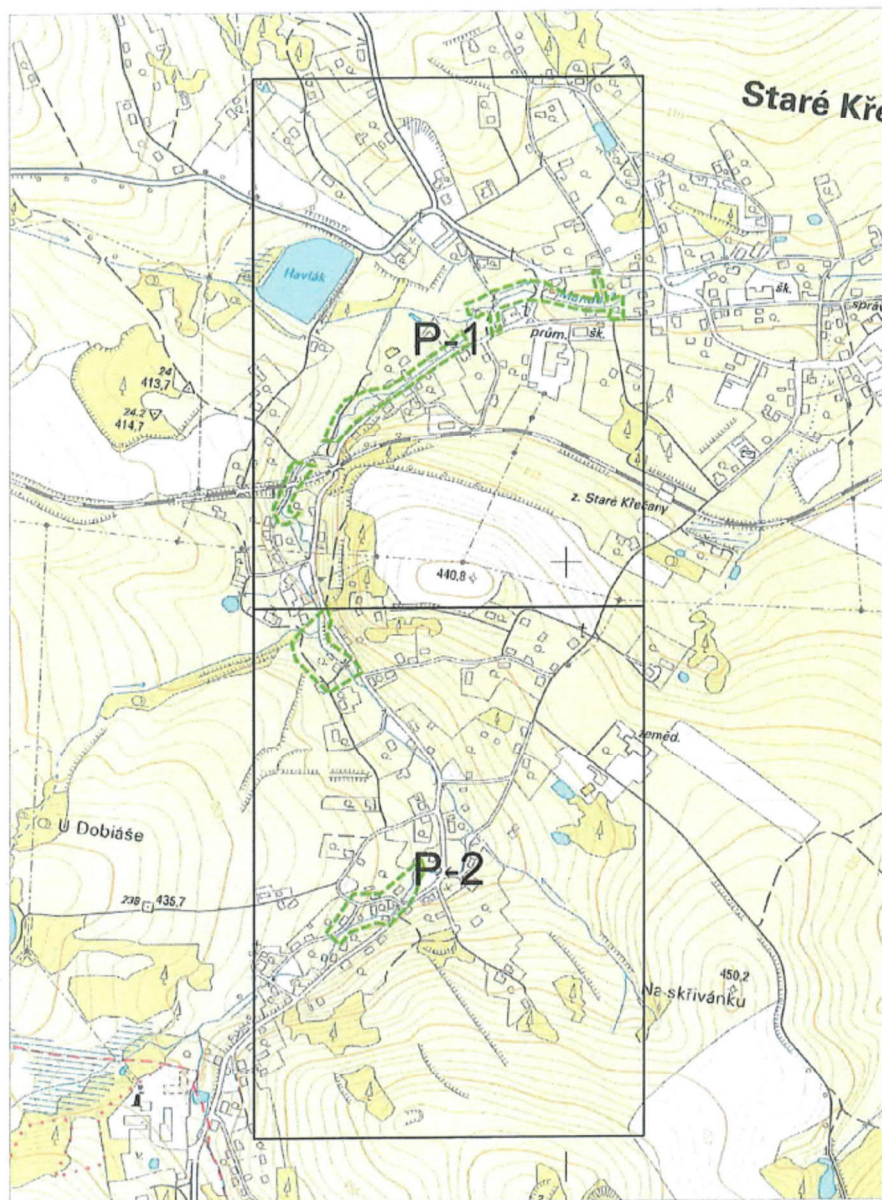 Staré Kře
Havlák
šk.
správ
P-1
prům.
šk.
24
413,7
24.2
414,7
z. Staré Křečany
440,8
zeměd.
U Dobiáše
P-2
238 435,7
450,2
Na skřivánku
v.